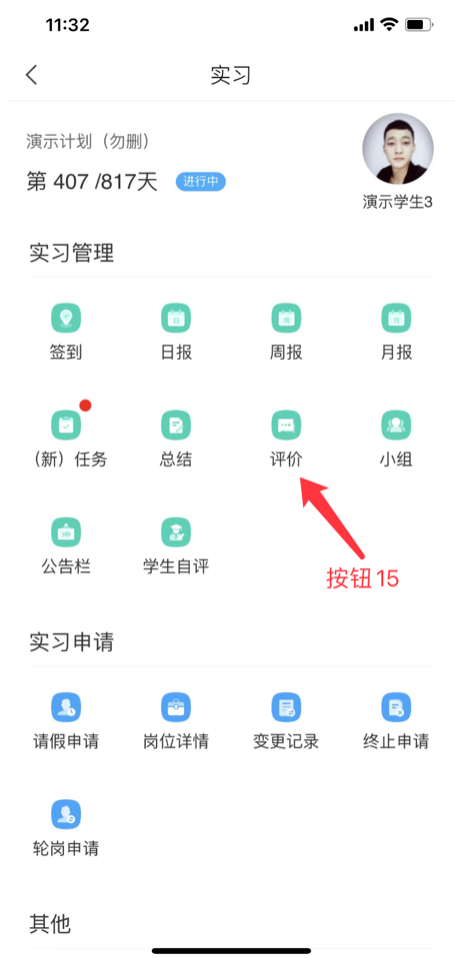 11:32
实习
演示计划（勿删）
第 407 /817天 进行中
演示学生3
实习管理
签到 日报 周报 月报
（新）任务 总结 评价 小组
按钮15
公告栏 学生自评
实习申请
请假申请 岗位详情 变更记录 终止申请
轮岗申请
其他